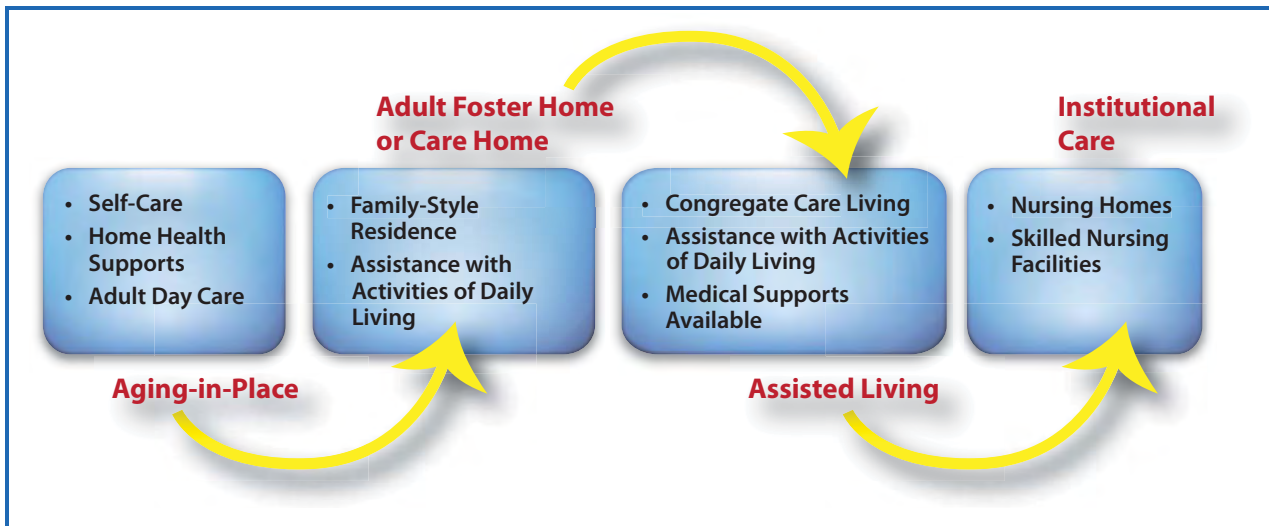 Aging-in-Place
• Self-Care
• Home Health
Supports
• Adult Day Care
Adult Foster Home
or Care Home
• Family-Style
Residence
• Assistance with
Activities of Daily
Living
Assisted Living
• Congregate Care Living
• Assistance with Activities
of Daily Living
• Medical Supports
Available
Institutional
Care
• Nursing Homes
• Skilled Nursing
Facilities